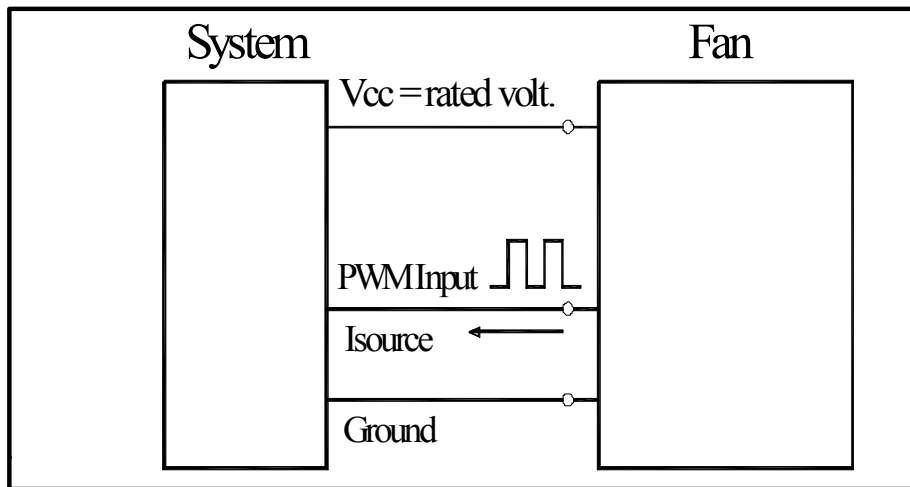 System
Fan
Vcc = rated volt.
PWM Input
Isource
Ground